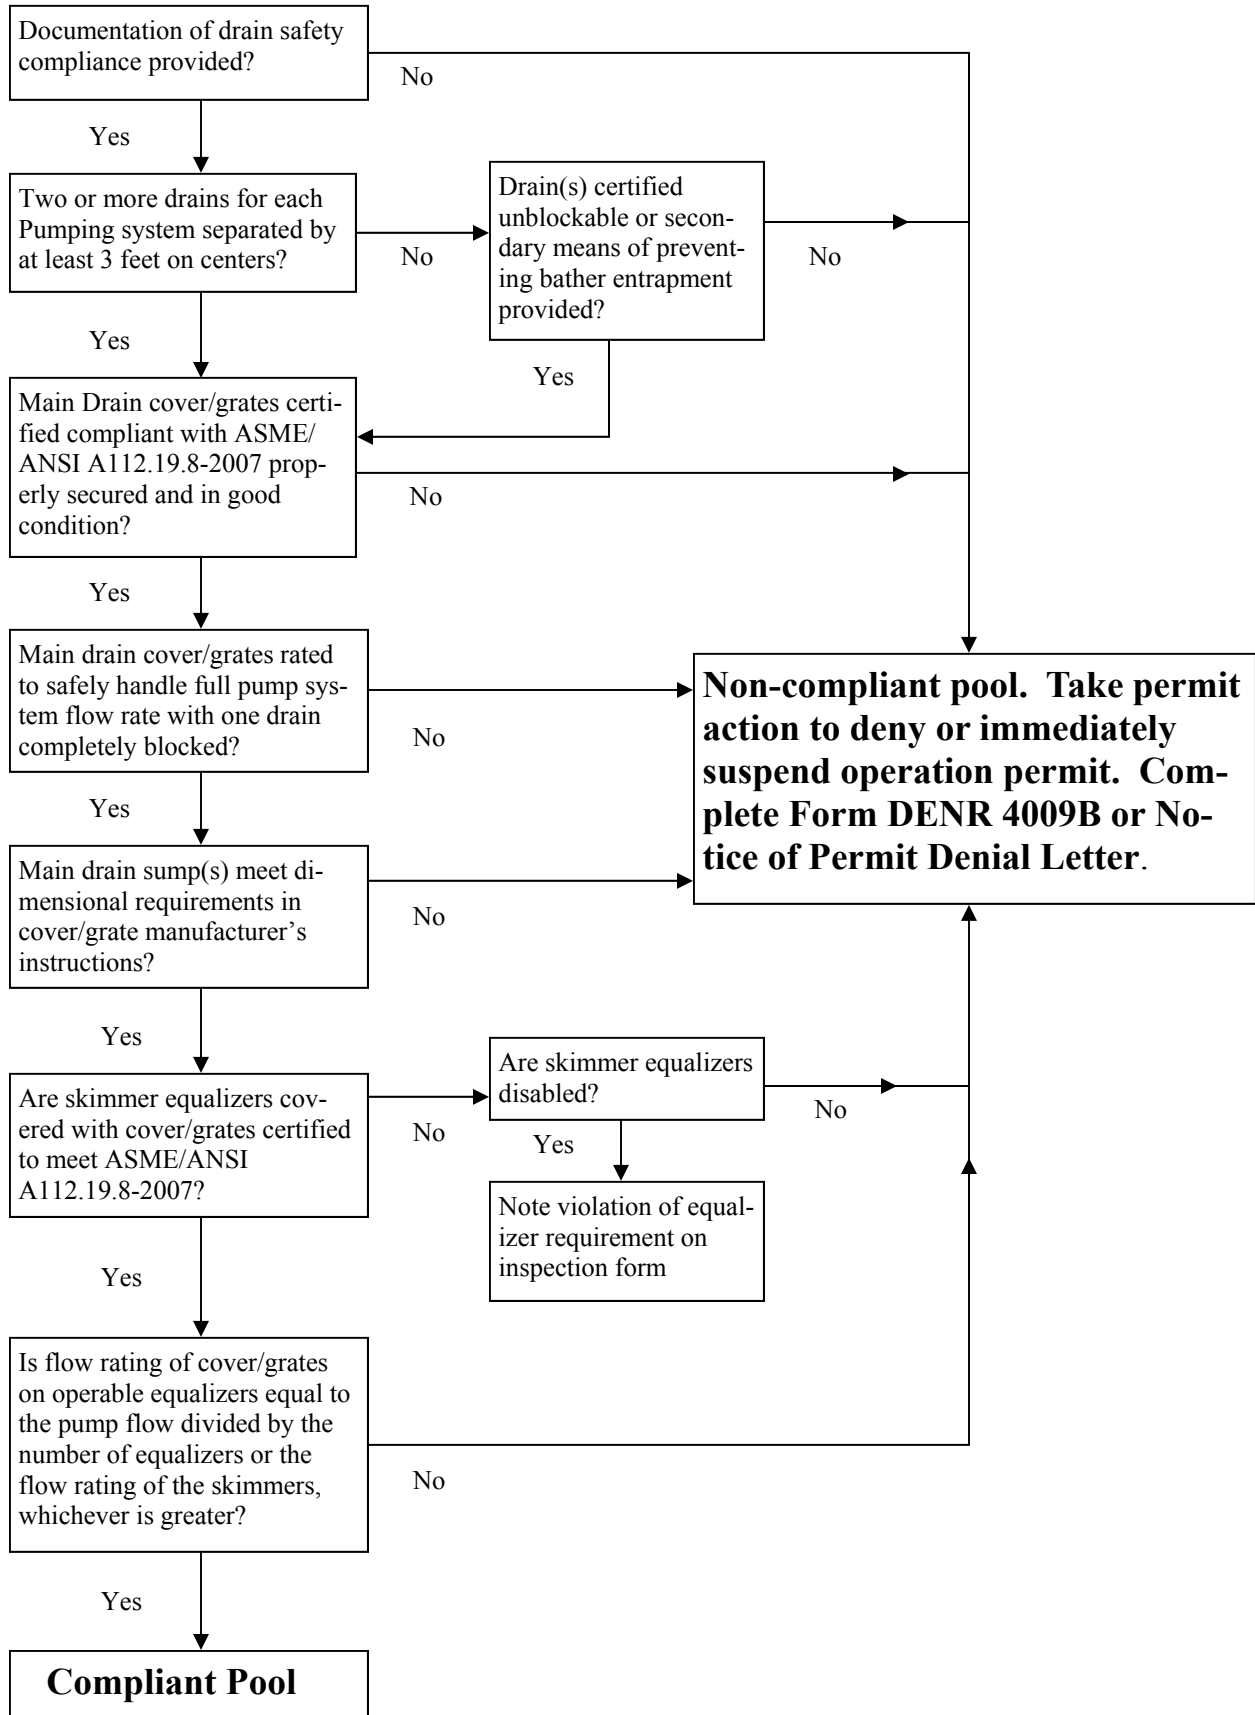 Documentation of drain safety
compliance provided?
No
Yes
Two or more drains for each
Pumping system separated by
at least 3 feet on centers?
No
Drain(s) certified
unblockable or secon-
dary means of prevent-
ing bather entrapment
provided?
No
Yes
Yes
Main Drain cover/grates certi-
fied compliant with ASME/
ANSI A112.19.8-2007 prop-
erly secured and in good
condition?
No
Yes
Main drain cover/grates rated
to safely handle full pump sys-
tem flow rate with one drain
completely blocked?
No
Non-compliant pool. Take permit
action to deny or immediately
suspend operation permit. Com-
plete Form DENR 4009B or No-
tice of Permit Denial Letter.
Yes
Main drain sump(s) meet di-
mensional requirements in
cover/grate manufacturer's
instructions?
No
Yes
Are skimmer equalizers cov-
ered with cover/grates certified
to meet ASME/ANSI
A112.19.8-2007?
No
Are skimmer equalizers
disabled?
No
Yes
Note violation of equal-
izer requirement on
inspection form
Yes
Is flow rating of cover/grates
on operable equalizers equal to
the pump flow divided by the
number of equalizers or the
flow rating of the skimmers,
whichever is greater?
No
Yes
Compliant Pool